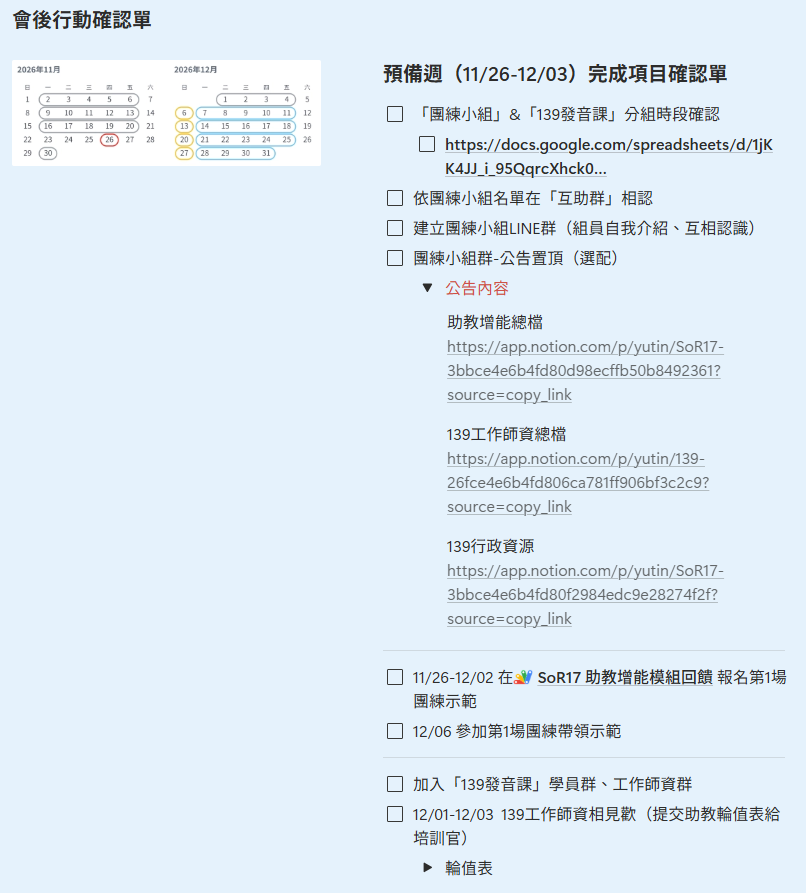 會後行動確認單
2026年11月
日 一 二 三 四 五 六
1 2 3 4 5 6 7
8 9 10 11 12 13 14
15 16 17 18 19 20 21
22 23 24 25 26 27 28
29 30
2026年12月
日 一 二 三 四 五 六
1 2 3 4 5
6 7 8 9 10 11 12
13 14 15 16 17 18 19
20 21 22 23 24 25 26
27 28 29 30 31
預備週（11/26-12/03）完成項目確認單
「團練小組」&「139發音課」分組時段確認
https://docs.google.com/spreadsheets/d/1jK
K4JJ_i_95QqrcXhck0...
依團練小組名單在「互助群」相認
建立團練小組LINE群（組員自我介紹、互相認識）
團練小組群-公告置頂（選配）
公告內容
助教增能總檔
https://app.notion.com/p/yutin/SoR17-
3bbce4e6b4fd80d98ecffb50b8492361?
source=copy_link
139工作師資總檔
https://app.notion.com/p/yutin/139-
26fce4e6b4fd806ca781ff906bf3c2c9?
source=copy_link
139行政資源
https://app.notion.com/p/yutin/SoR17-
3bbce4e6b4fd80f2984edc9e28274f2f?
source=copy_link
11/26-12/02 在 SoR17 助教增能模組回饋 報名第1場
團練示範
12/06 參加第1場團練帶領示範
加入「139發音課」學員群、工作師資群
12/01-12/03 139工作師資相見歡（提交助教輪值表給
培訓官）
輪值表